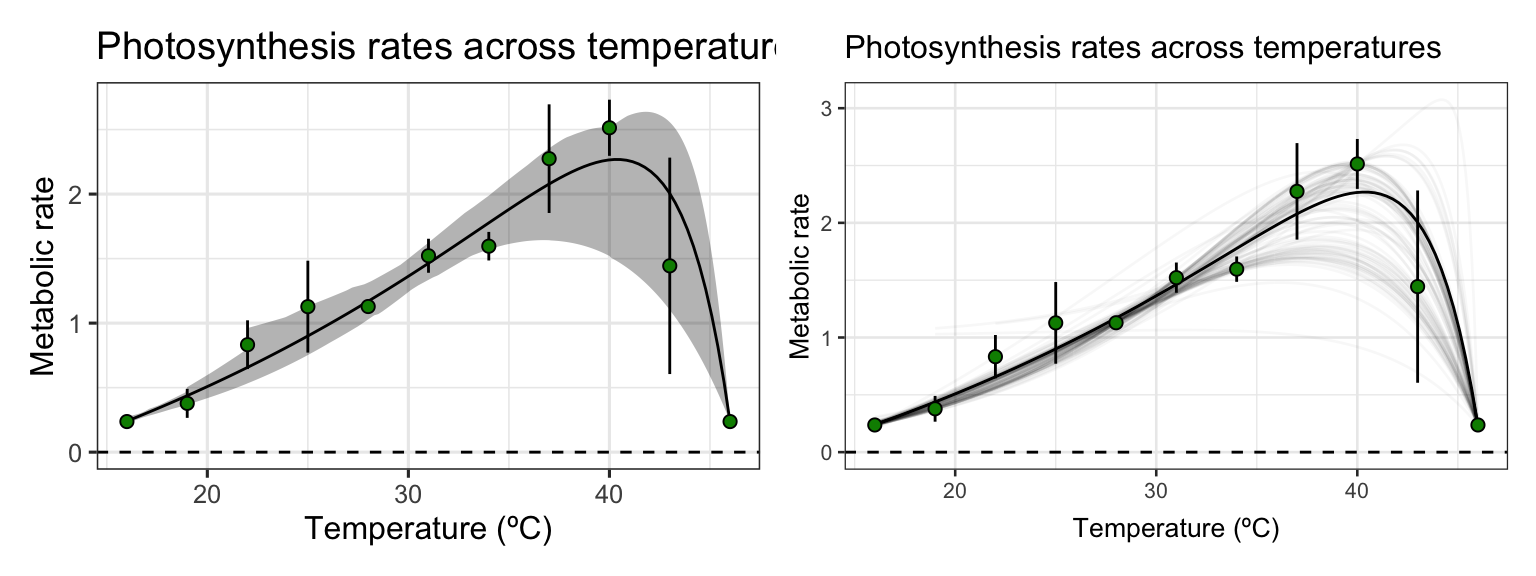 Photosynthesis rates across temperatur
Metabolic rate
2
1
0
20 30 40
Temperature (ºC)
Photosynthesis rates across temperatures
Metabolic rate
3
2
1
0
20 30 40
Temperature (ºC)